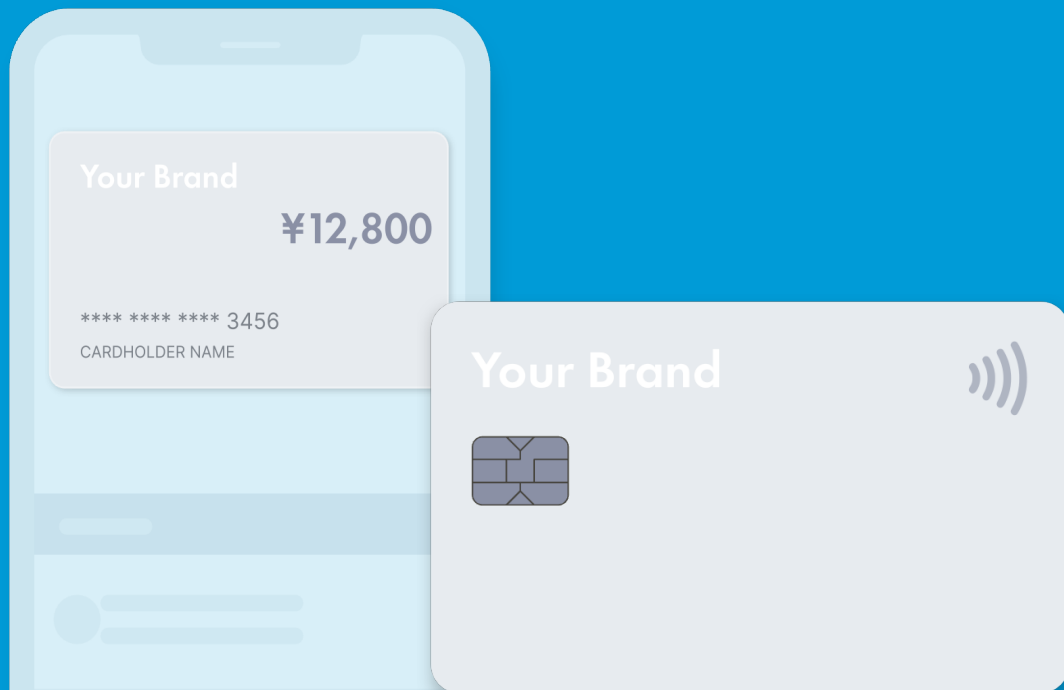 Your Brand
¥12,800
**** **** **** 3456
CARDHOLDER NAME
Your Brand